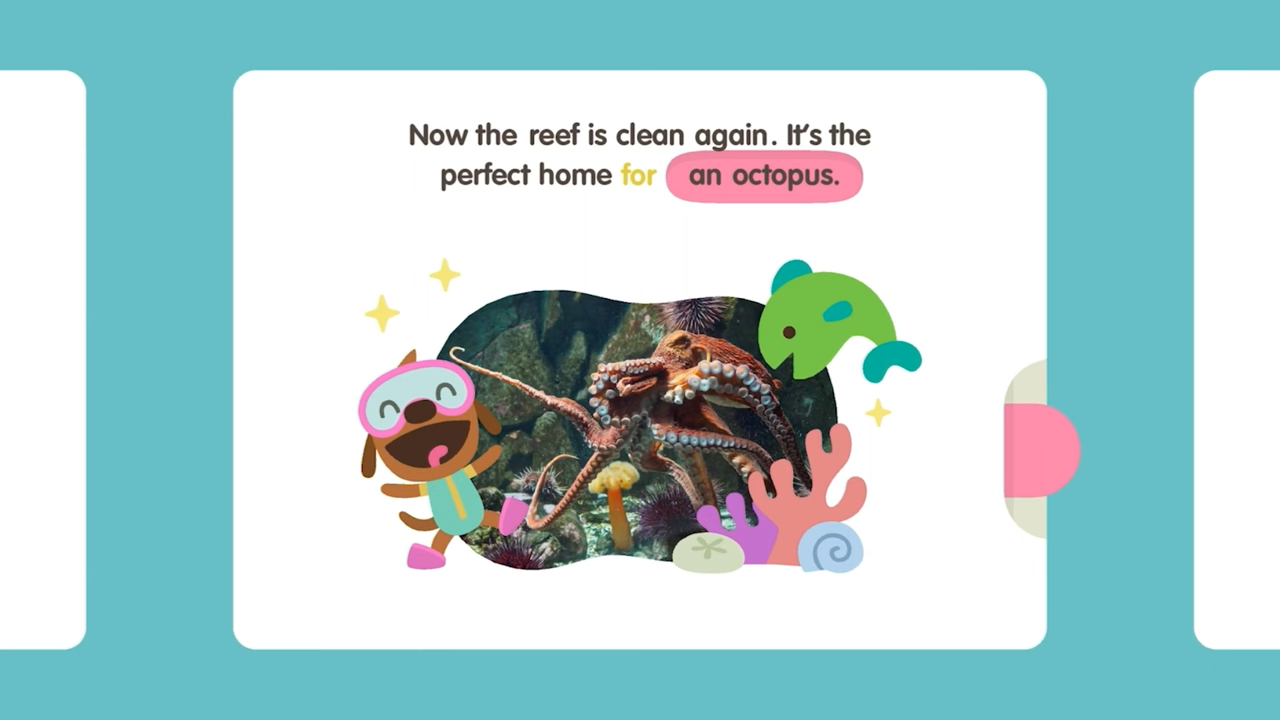 Now the reef is clean again. It's the
perfect home for an octopus.